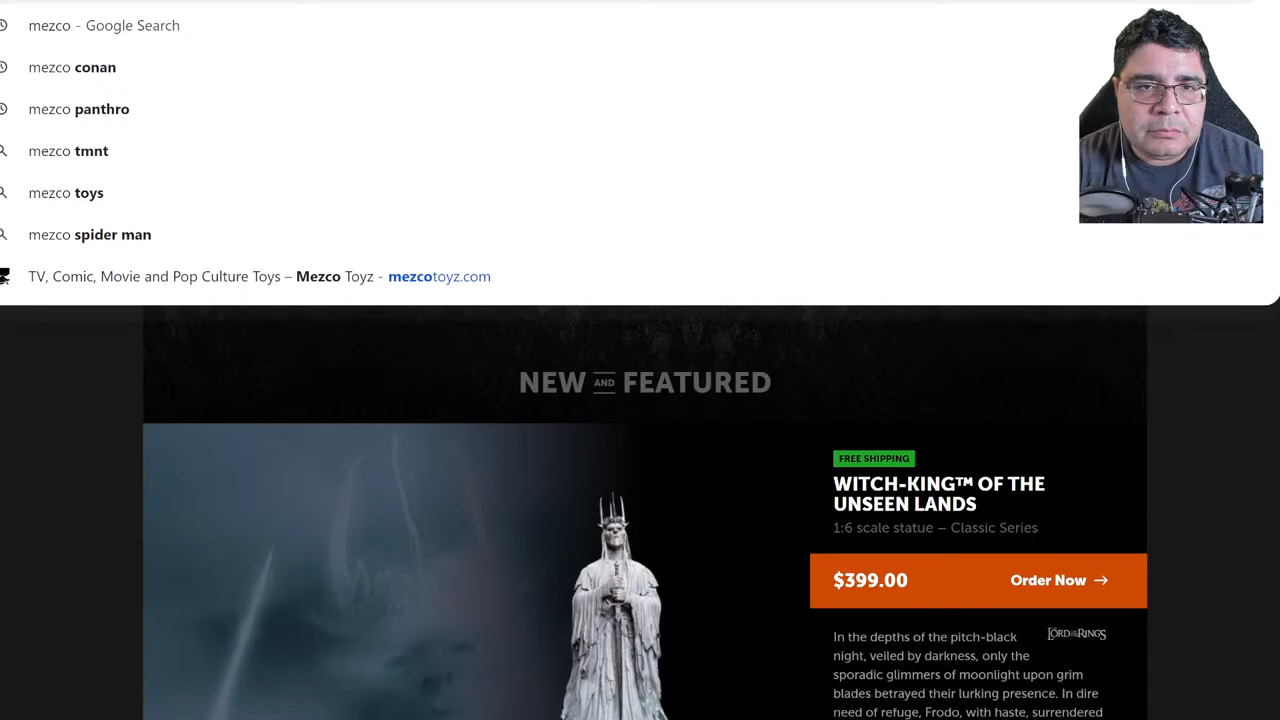 mezco - Google Search
mezco conan
mezco panthro
mezco tmnt
mezco toys
mezco spider man
TV, Comic, Movie and Pop Culture Toys – Mezco Toyz - mezcotoyz.com
NEW AND FEATURED
FREE SHIPPING
WITCH-KING™ OF THE
UNSEEN LANDS
1:6 scale statue – Classic Series
$399.00 Order Now →
In the depths of the pitch-black
THE LORD OF THE RINGS
night, veiled by darkness, only the
sporadic glimmers of moonlight upon grim
blades betrayed their lurking presence. In dire
need of refuge, Frodo, with haste, surrendered